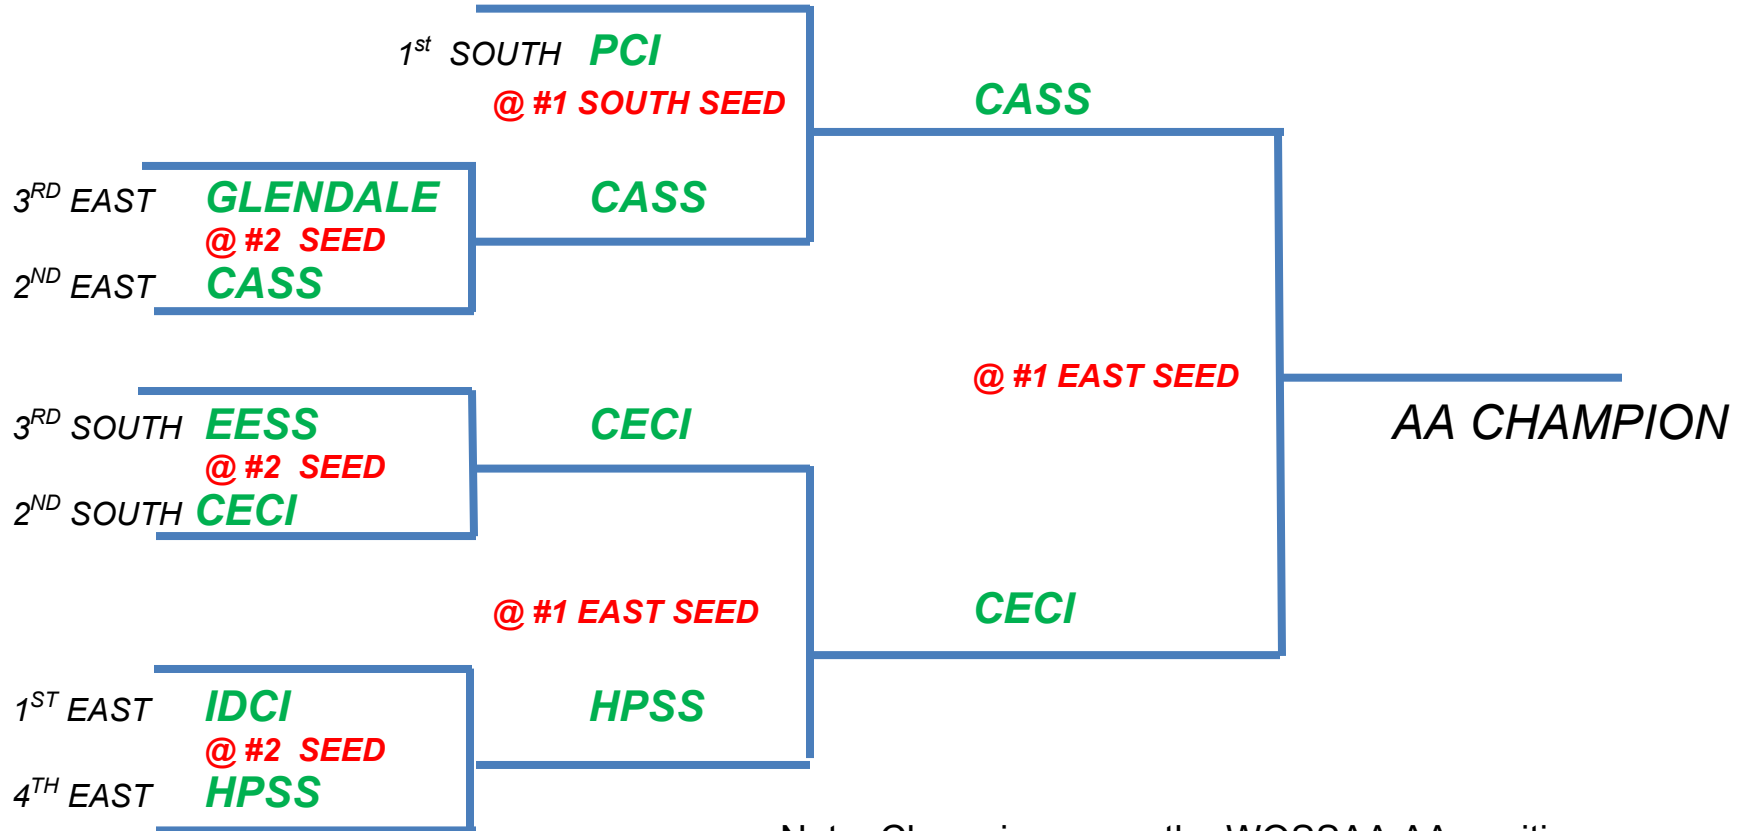 1st SOUTH PCI
@ #1 SOUTH SEED
CASS
3RD EAST GLENDALE
CASS
@ #2 SEED
2ND EAST CASS
@ #1 EAST SEED
AA CHAMPION
3RD SOUTH EESS
CECI
@ #2 SEED
2ND SOUTH CECI
@ #1 EAST SEED
CECI
1ST EAST IDCI
HPSS
@ #2 SEED
4TH EAST HPSS